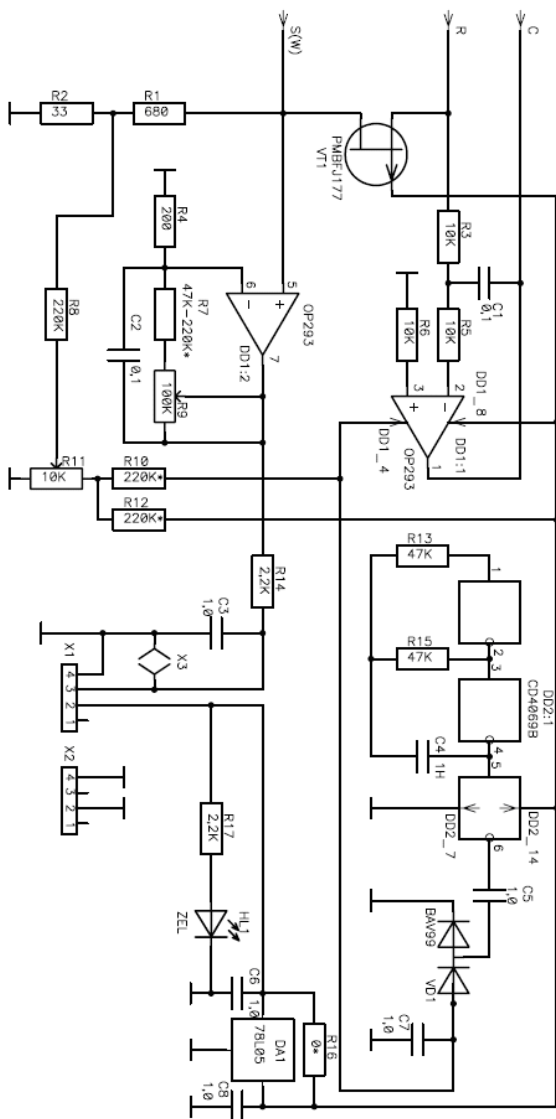 S(W)
R
C
R2
33
R1
680
PMBFJ177
VT1
R3
10K
C1
0,1
R4
200
R6
10K
R5
10K
R8
220K
R7
47K-220K*
C2
0,1
R9
100K
6
5
-
+
7
OP293
DD1:2
3
2
+
-
1
DD1_8
DD1:1
OP293
DD1_4
R11
10K
R10
220K*
R12
220K*
R13
47K
1
2
R14
2,2K
C3
1,0
X3
X1
4
3
2
1
X2
4
3
2
1
R15
47K
3
4
DD2:1
CD4069B
C4
1H
5
6
DD2_14
DD2_7
R17
2,2K
C5
1,0
BAV99
VD1
HL1
ZEL
C6
1,0
R16
0*
C7
1,0
DA1
78L05
C8
1,0